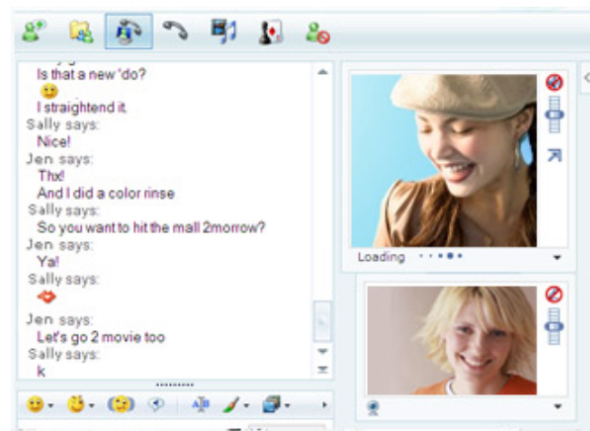 Is that a new 'do?
I straightend it.
Sally says:
Nice!
Jen says:
Thx!
And I did a color rinse
Sally says:
So you want to hit the mall 2morrow?
Jen says:
Ya!
Sally says:
Jen says:
Let's go 2 movie too
Sally says:
k
Loading